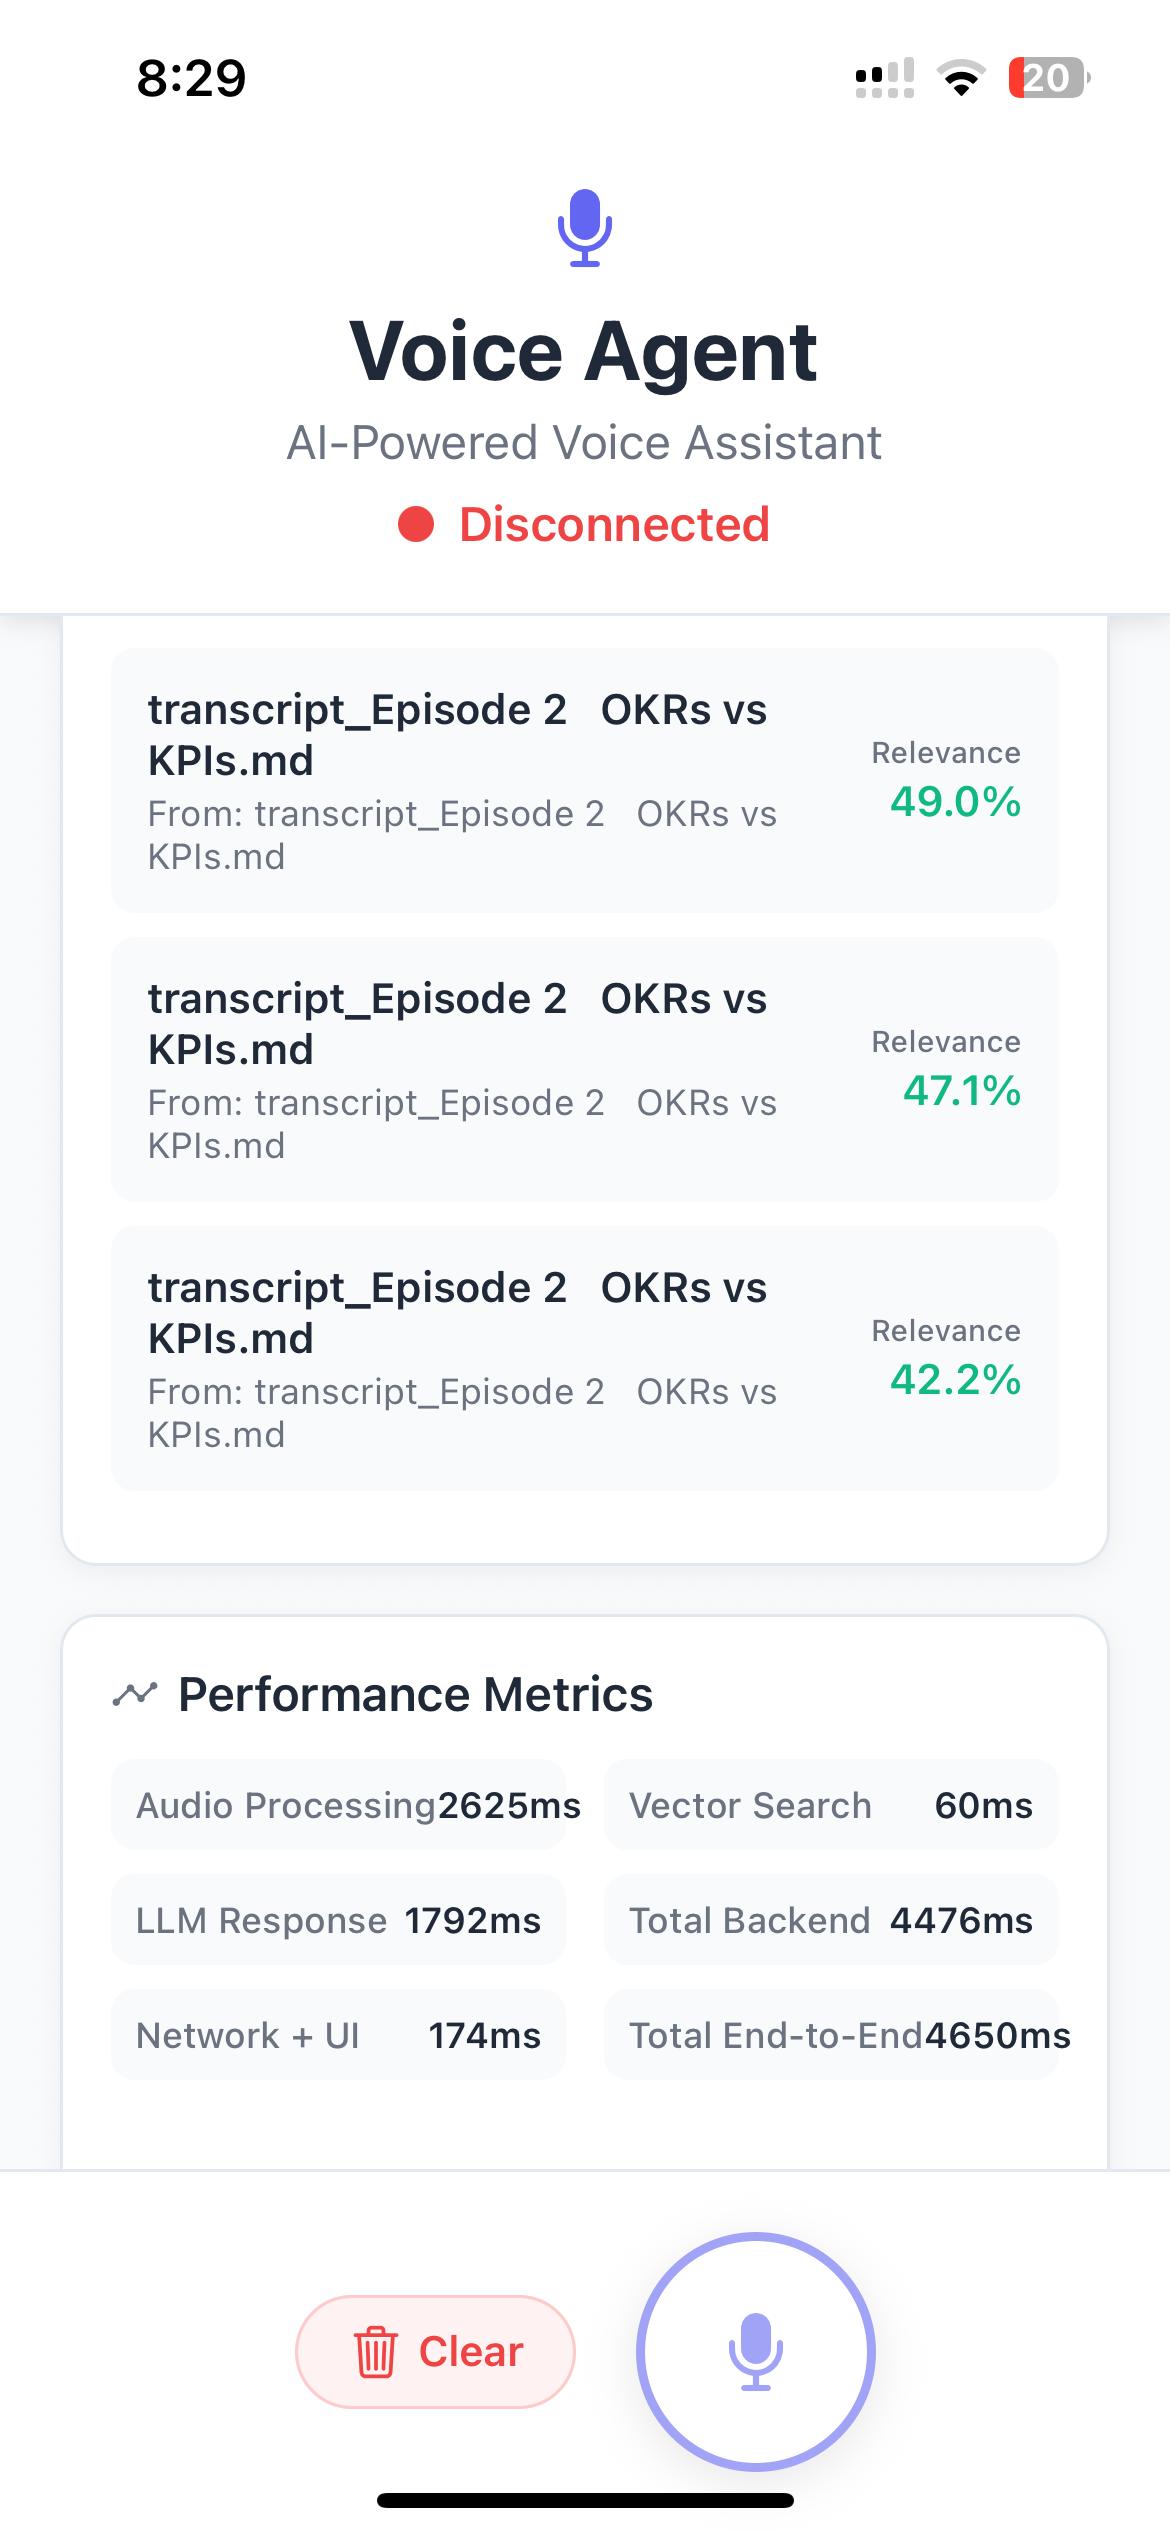 8:29
20
Voice Agent
AI-Powered Voice Assistant
Disconnected
transcript_Episode 2   OKRs vs
KPIs.md
From: transcript_Episode 2   OKRs vs
KPIs.md
Relevance
49.0%
transcript_Episode 2   OKRs vs
KPIs.md
From: transcript_Episode 2   OKRs vs
KPIs.md
Relevance
47.1%
transcript_Episode 2   OKRs vs
KPIs.md
From: transcript_Episode 2   OKRs vs
KPIs.md
Relevance
42.2%
Performance Metrics
Audio Processing 2625ms
Vector Search 60ms
LLM Response 1792ms
Total Backend 4476ms
Network + UI 174ms
Total End-to-End 4650ms
Clear